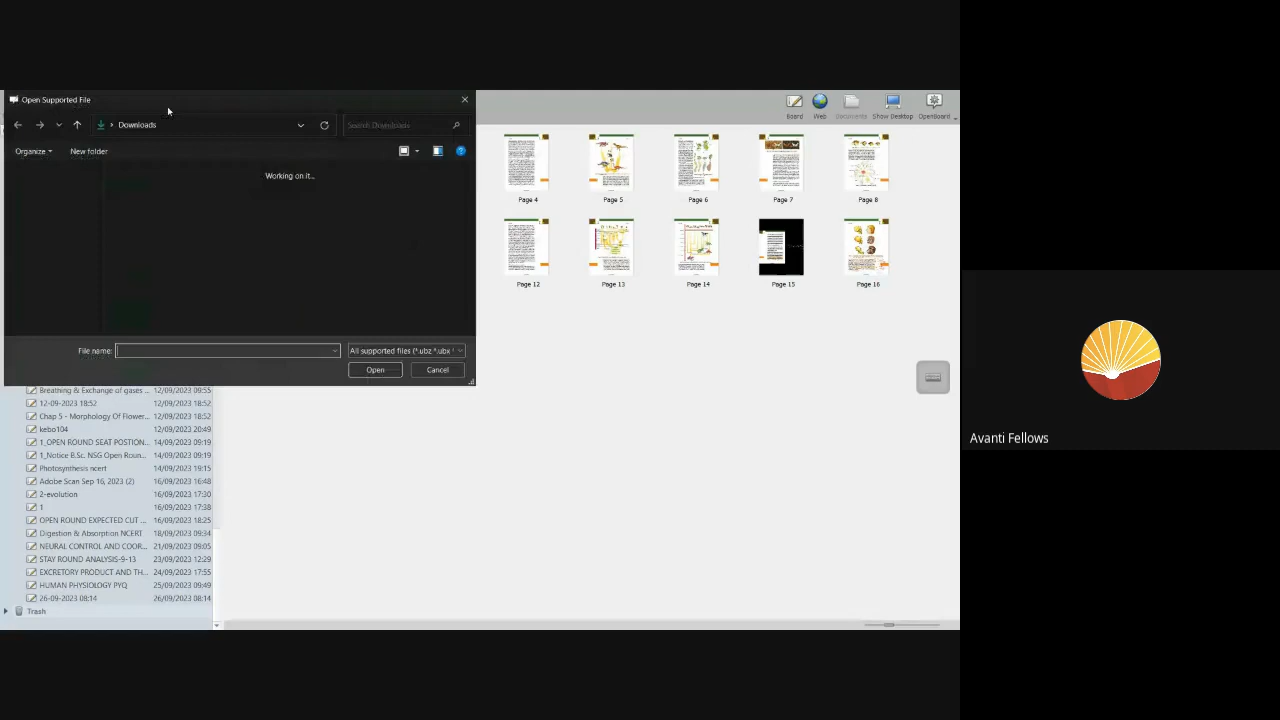 Open Supported File
Downloads
Search Downloads
Organize
New folder
Working on it...
File name:
All supported files (*.ubz *.ubx *
Open
Cancel
Board
Web
Documents
Show Desktop
OpenBoard
Page 4
Page 5
Page 6
Page 7
Page 8
Page 12
Page 13
Page 14
Page 15
Page 16
Breathing & Exchange of gases ... 12/09/2023 09:55
12-09-2023 18:52 12/09/2023 18:52
Chap 5 - Morphology Of Flower... 12/09/2023 18:52
kebo104 12/09/2023 20:49
1_OPEN ROUND SEAT POSTION... 14/09/2023 09:19
1_Notice B.Sc. NSG Open Roun... 14/09/2023 09:19
Photosynthesis ncert 14/09/2023 19:15
Adobe Scan Sep 16, 2023 (2) 16/09/2023 16:48
2-evolution 16/09/2023 17:30
1 16/09/2023 17:38
OPEN ROUND EXPECTED CUT ... 16/09/2023 18:25
Digestion & Absorption NCERT 18/09/2023 09:34
NEURAL CONTROL AND COOR... 21/09/2023 09:05
STAY ROUND ANALYSIS-9-13 23/09/2023 12:29
EXCRETORY PRODUCT AND TH... 24/09/2023 17:55
HUMAN PHYSIOLOGY PYQ 25/09/2023 09:49
26-09-2023 08:14 26/09/2023 08:14
Trash
Avanti Fellows